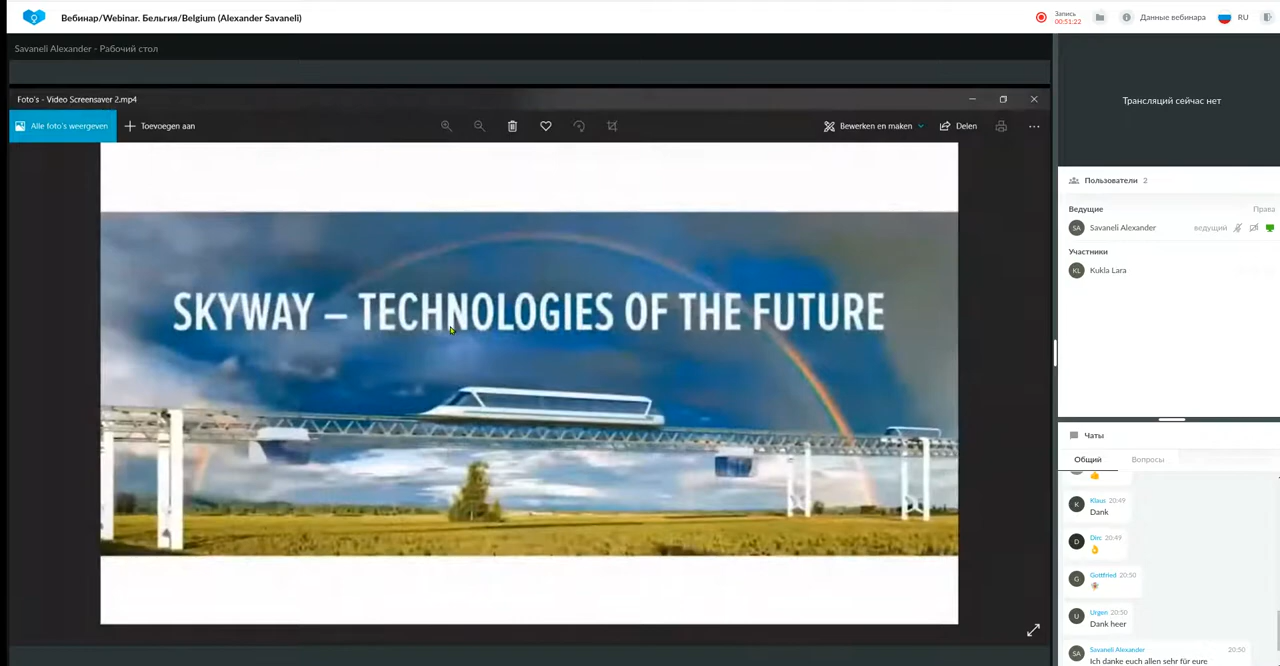 Вебинар/Webinar. Бельгия/Belgium (Alexander Savaneli)
Запись
00:51:22
Данные вебинара
RU
Savaneli Alexander - Рабочий стол
Foto's - Video Screensaver 2.mp4
Alle foto's weergeven
Toevoegen aan
Bewerken en maken
Delen
SKYWAY – TECHNOLOGIES OF THE FUTURE
Трансляций сейчас нет
Пользователи 2
Ведущие
Права
SA
Savaneli Alexander
ведущий
Участники
KL
Kukla Lara
Чаты
Общий
Вопросы
K
Klaus 20:49
Dank
D
Dirc 20:49
G
Gottfried 20:50
U
Urgen 20:50
Dank heer
SA
Savaneli Alexander 20:50
Ich danke euch allen sehr für eure